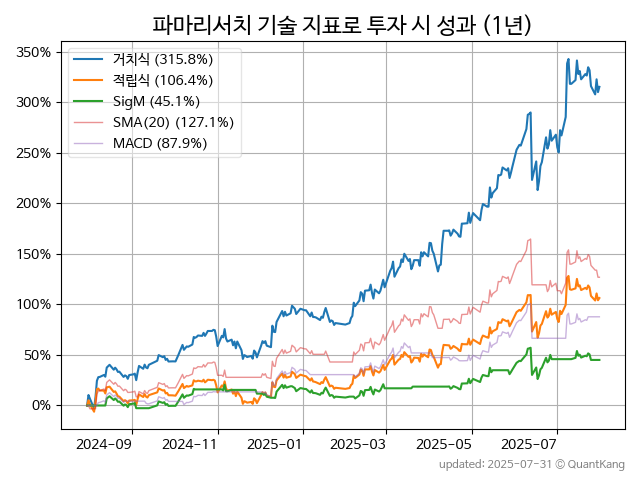 파마리서치 기술 지표로 투자 시 성과 (1년)
350%
300%
250%
200%
150%
100%
50%
0%
거치식 (315.8%)
적립식 (106.4%)
SigM (45.1%)
SMA(20) (127.1%)
MACD (87.9%)
2024-09
2024-11
2025-01
2025-03
2025-05
2025-07
updated: 2025-07-31 © QuantKang